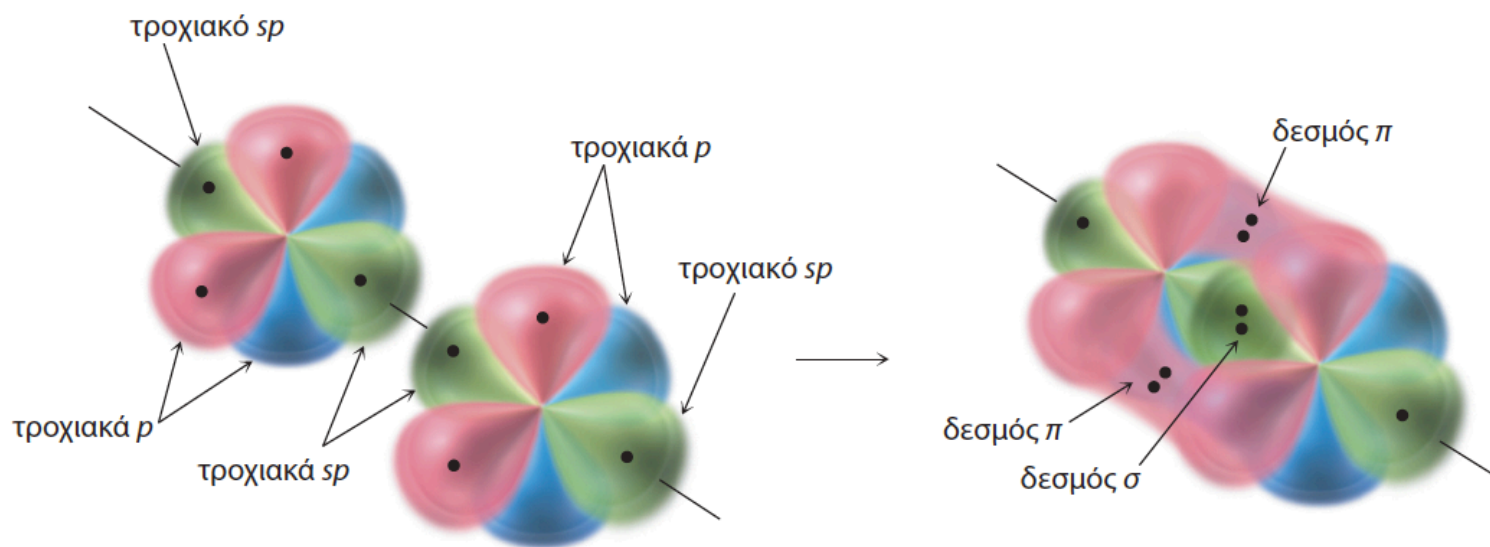 τροχιακό sp
τροχιακά p
τροχιακό sp
τροχιακά p
τροχιακά sp
δεσμός π
δεσμός π
δεσμός σ